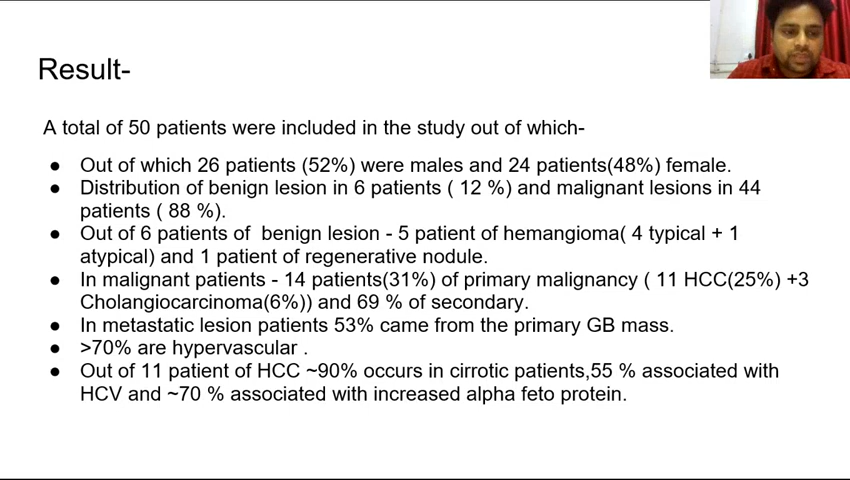 Result-
A total of 50 patients were included in the study out of which-
● Out of which 26 patients (52%) were males and 24 patients(48%) female.
● Distribution of benign lesion in 6 patients ( 12 %) and malignant lesions in 44
patients ( 88 %).
● Out of 6 patients of  benign lesion - 5 patient of hemangioma( 4 typical + 1
atypical) and 1 patient of regenerative nodule.
● In malignant patients - 14 patients(31%) of primary malignancy ( 11 HCC(25%) +3
Cholangiocarcinoma(6%)) and 69 % of secondary.
● In metastatic lesion patients 53% came from the primary GB mass.
● >70% are hypervascular .
● Out of 11 patient of HCC ~90% occurs in cirrotic patients,55 % associated with
HCV and ~70 % associated with increased alpha feto protein.